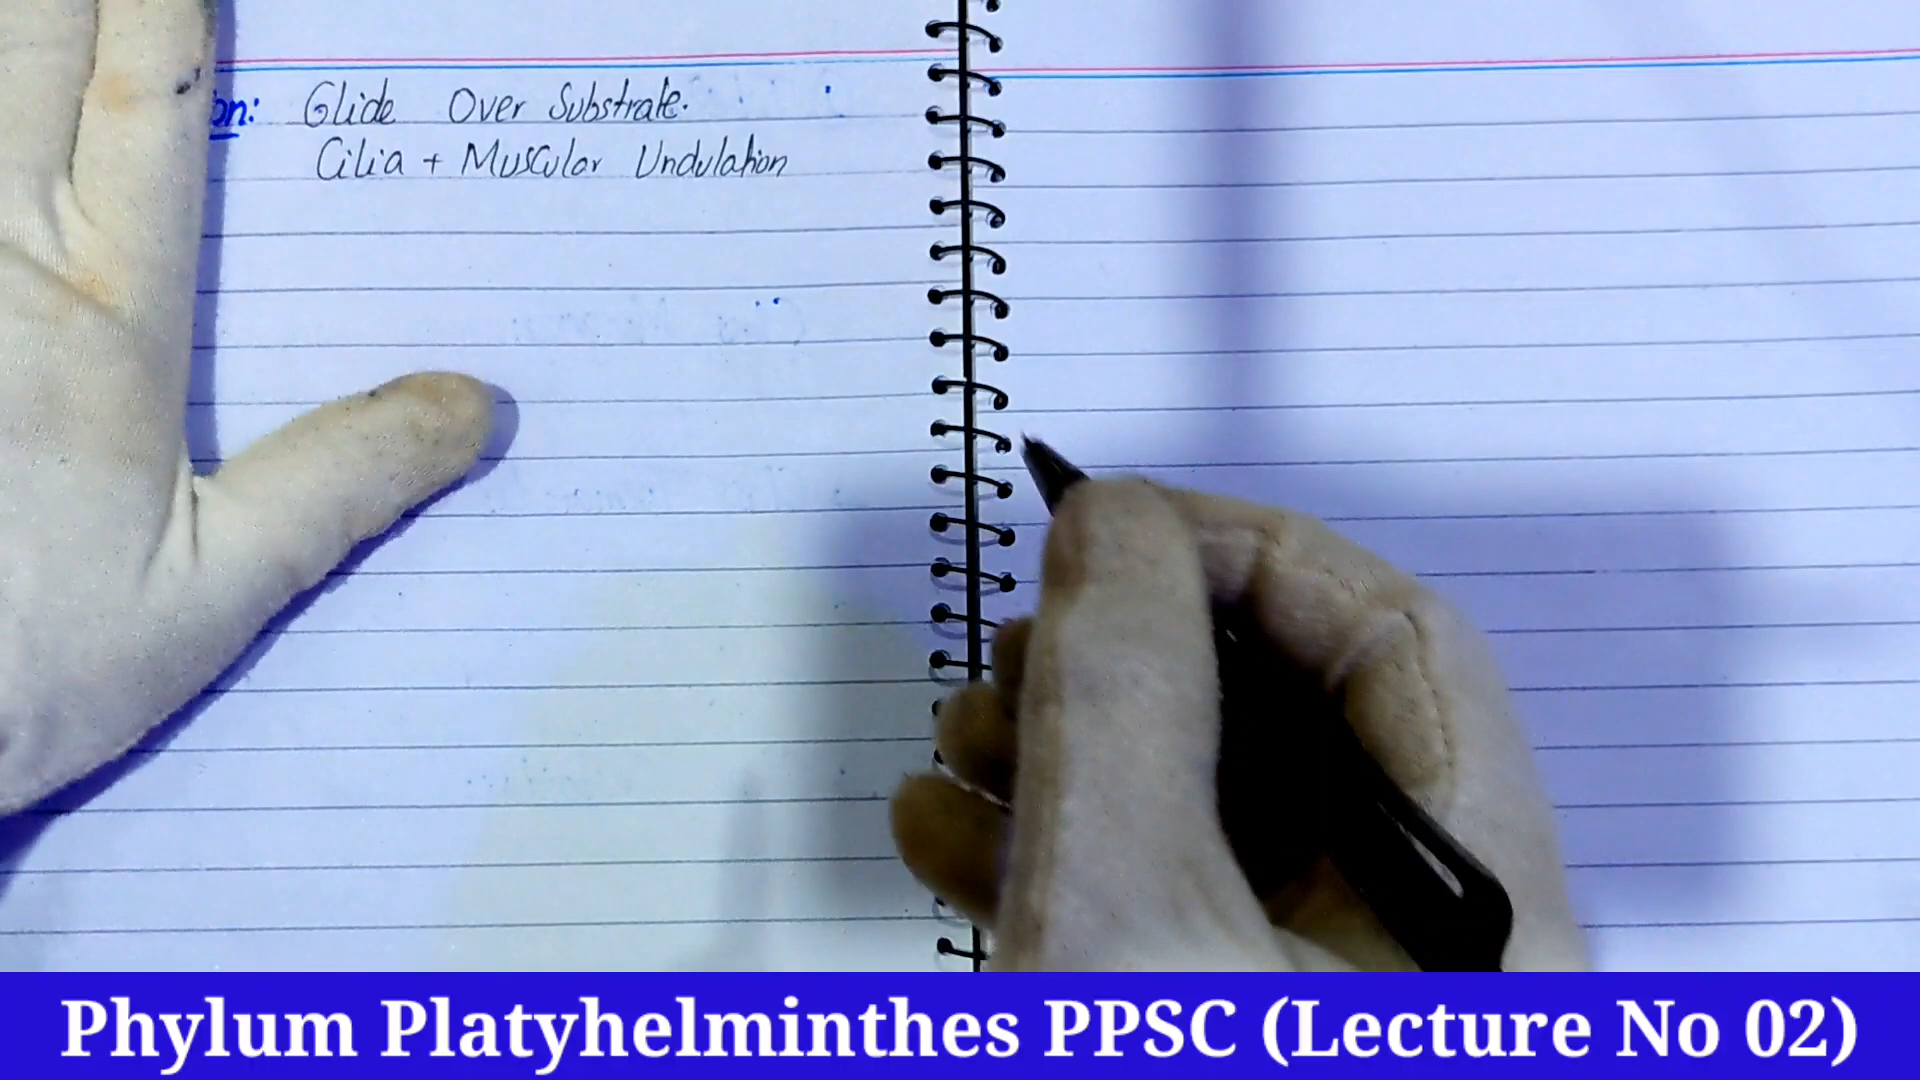 on: Glide Over Substrate.
Cilia + Muscular Undulation
Phylum Platyhelminthes PPSC (Lecture No 02)